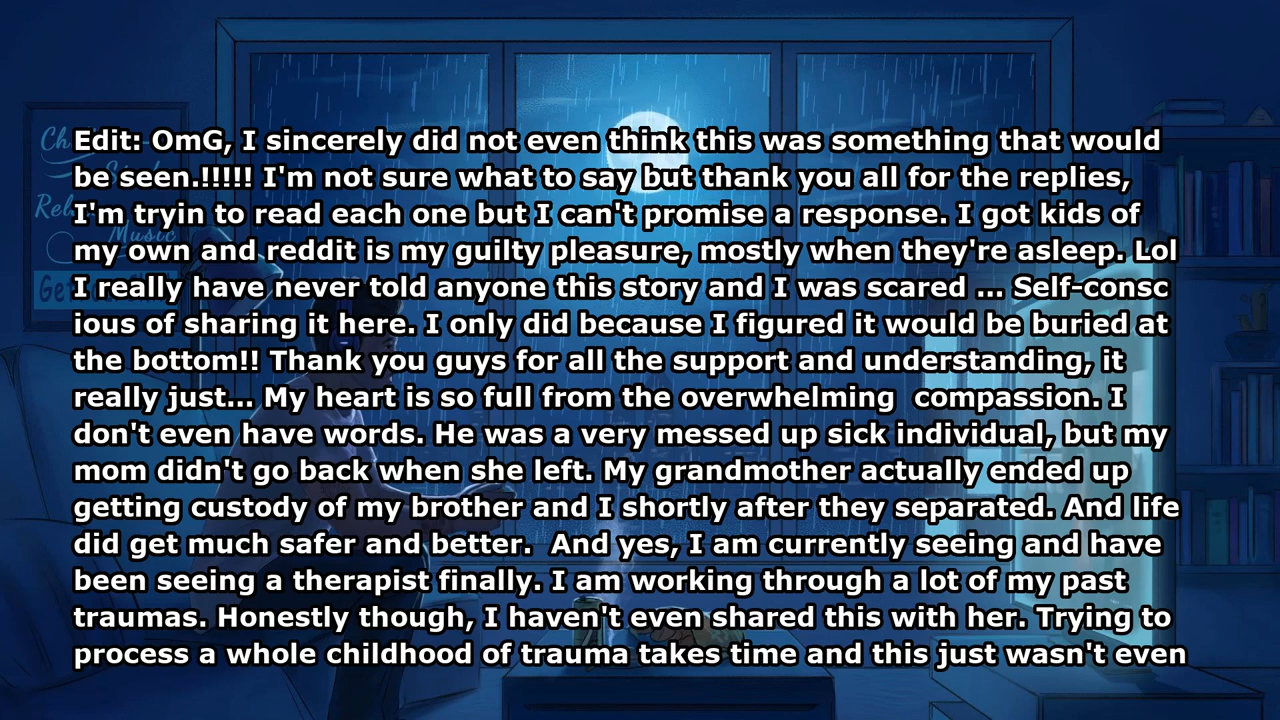 Edit: OmG, I sincerely did not even think this was something that would
be seen.!!!!! I'm not sure what to say but thank you all for the replies,
I'm tryin to read each one but I can't promise a response. I got kids of
my own and reddit is my guilty pleasure, mostly when they're asleep. Lol
I really have never told anyone this story and I was scared ... Self-consc
ious of sharing it here. I only did because I figured it would be buried at
the bottom!! Thank you guys for all the support and understanding, it
really just... My heart is so full from the overwhelming  compassion. I
don't even have words. He was a very messed up sick individual, but my
mom didn't go back when she left. My grandmother actually ended up
getting custody of my brother and I shortly after they separated. And life
did get much safer and better.  And yes, I am currently seeing and have
been seeing a therapist finally. I am working through a lot of my past
traumas. Honestly though, I haven't even shared this with her. Trying to
process a whole childhood of trauma takes time and this just wasn't even
Music